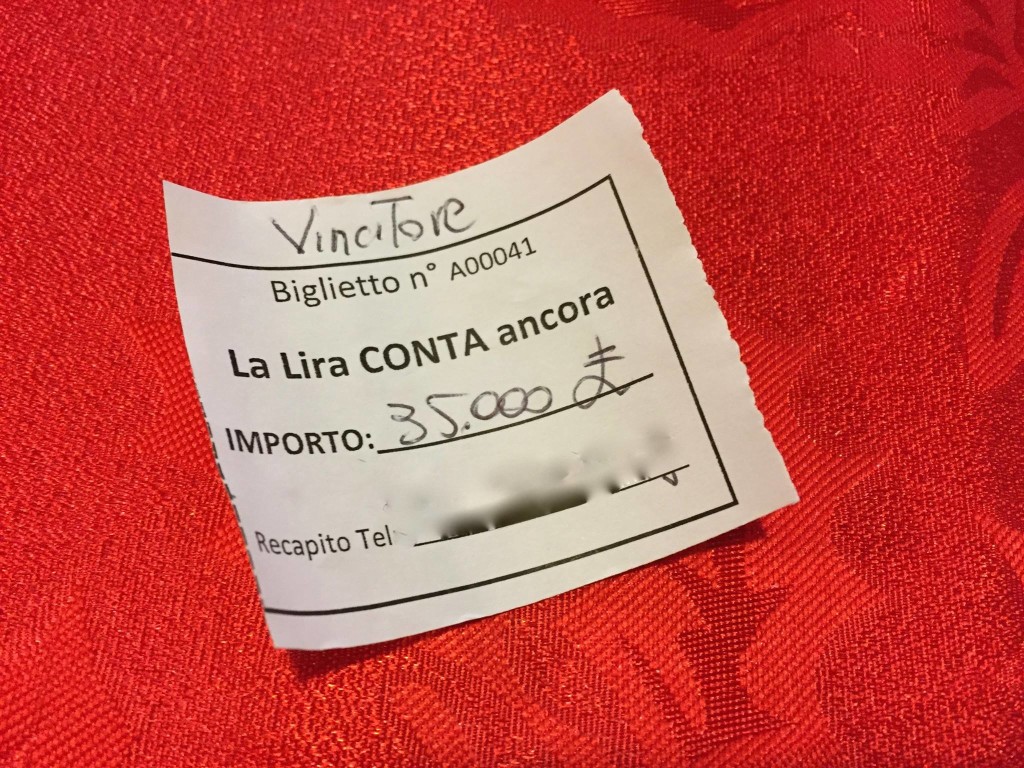 VinciTore
Biglietto n° A00041
La Lira CONTA ancora
IMPORTO: 35.000 ₤
Recapito Tel